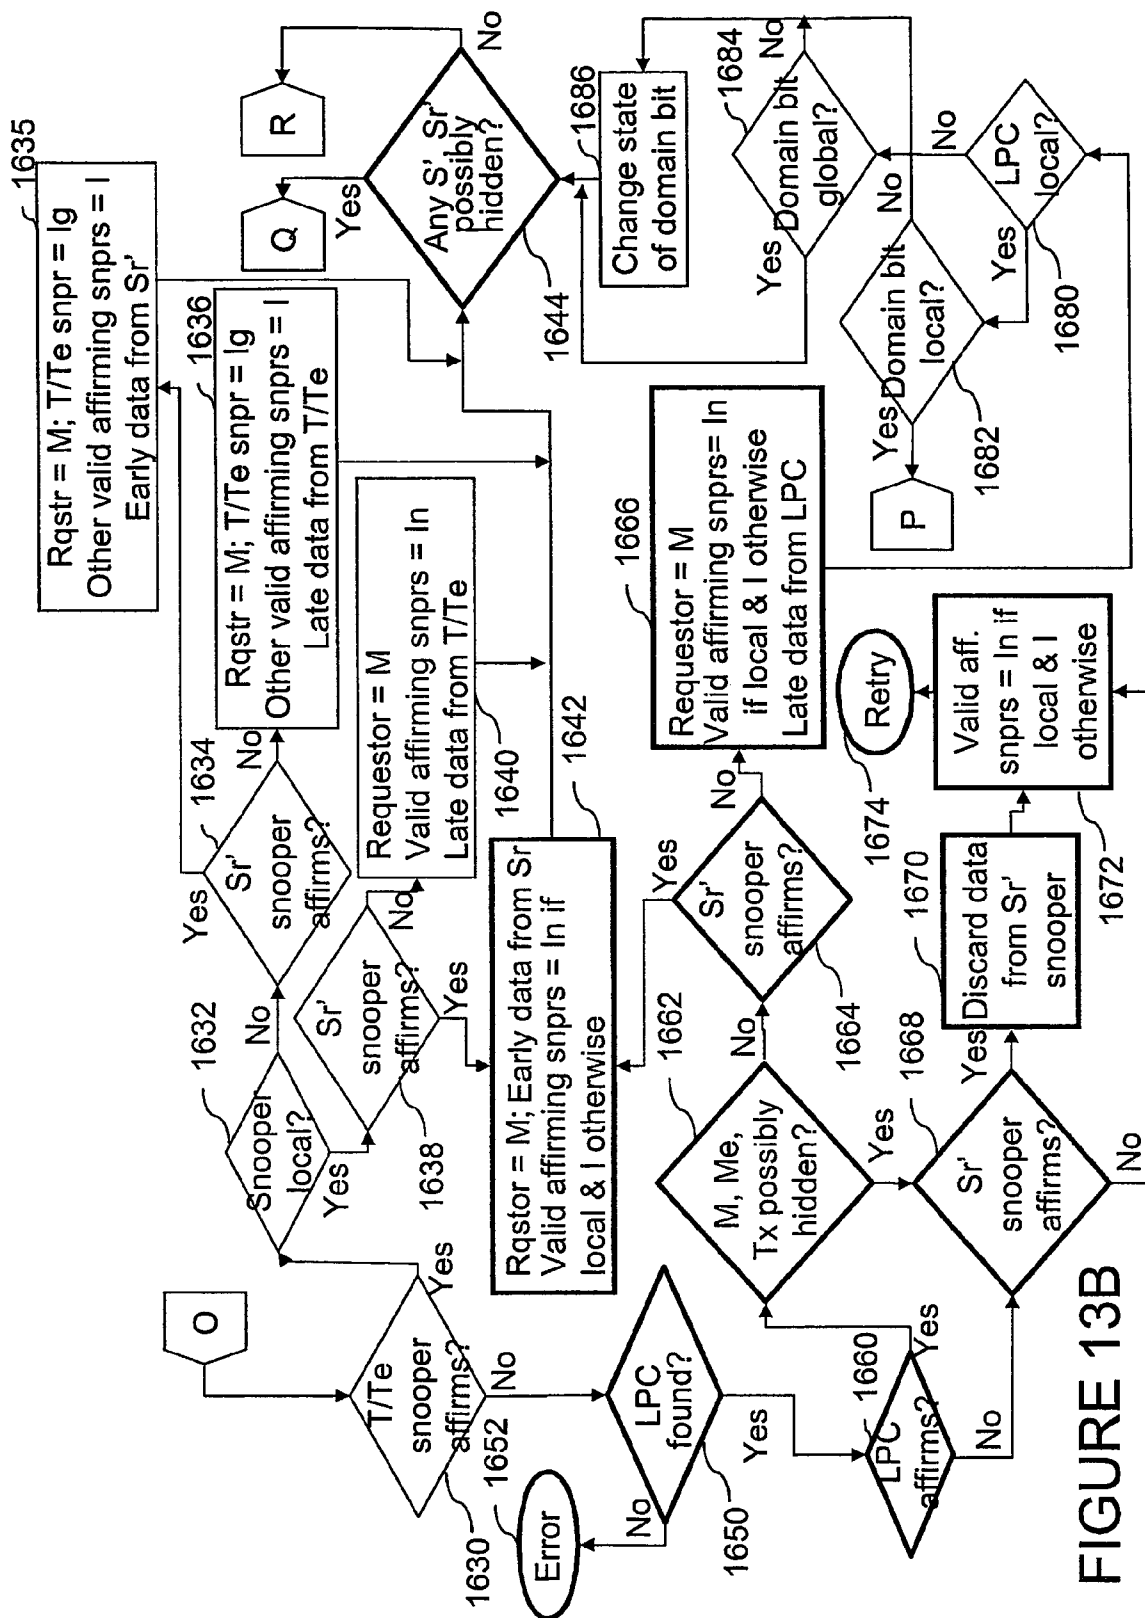 O
T/Te
snooper
affirms?
1630
Yes
No
Snooper
local?
1632
No
Yes
Sr'
snooper
affirms?
1634
Yes
No
Rqstr = M; T/Te snpr = Ig
Other valid affirming snprs = I
Early data from Sr'
1635
Rqstr = M; T/Te snpr = Ig
Other valid affirming snprs = I
Late data from T/Te
1636
Sr'
snooper
affirms?
1638
No
Yes
Requestor = M
Valid affirming snprs = In
Late data from T/Te
1640
Rqstor = M; Early data from Sr'
Valid affirming snprs = In if
local & I otherwise
1642
Any S' Sr'
possibly
hidden?
1644
Yes
No
Q
R
Error
1652
LPC
found?
1650
No
Yes
LPC
affirms?
1660
Yes
No
M, Me,
Tx possibly
hidden?
1662
No
Yes
Sr'
snooper
affirms?
1664
Yes
No
Requestor = M
Valid affirming snprs= In
if local & I otherwise
Late data from LPC
1666
Sr'
snooper
affirms?
1668
Yes
No
Discard data
from Sr'
snooper
1670
Valid aff.
snprs = In if
local & I
otherwise
1672
Retry
1674
LPC
local?
1680
Yes
No
Domain bit
local?
1682
Yes
No
P
Domain bit
global?
1684
Yes
No
Change state
of domain bit
1686
FIGURE 13B